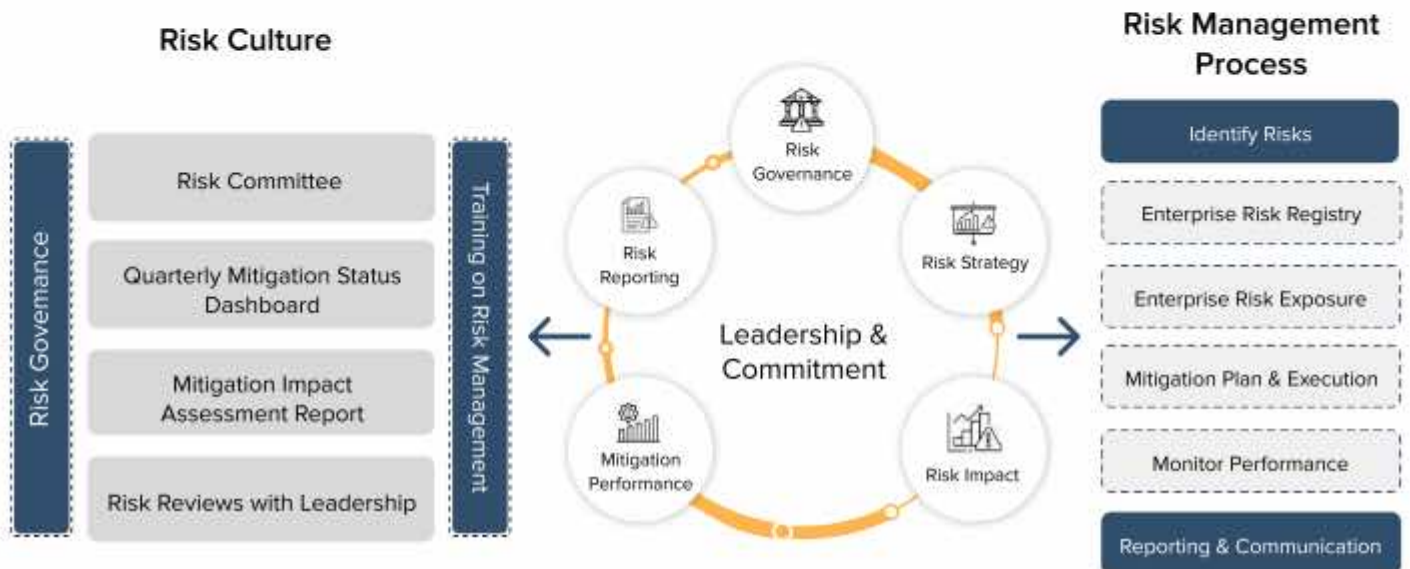 Risk Culture
Risk Governance
Risk Committee
Quarterly Mitigation Status
Dashboard
Mitigation Impact
Assessment Report
Risk Reviews with Leadership
Training on Risk Management
Risk
Governance
Risk
Reporting
Risk Strategy
Leadership &
Commitment
Mitigation
Performance
Risk Impact
Risk Management
Process
Identify Risks
Enterprise Risk Registry
Enterprise Risk Exposure
Mitigation Plan & Execution
Monitor Performance
Reporting & Communication